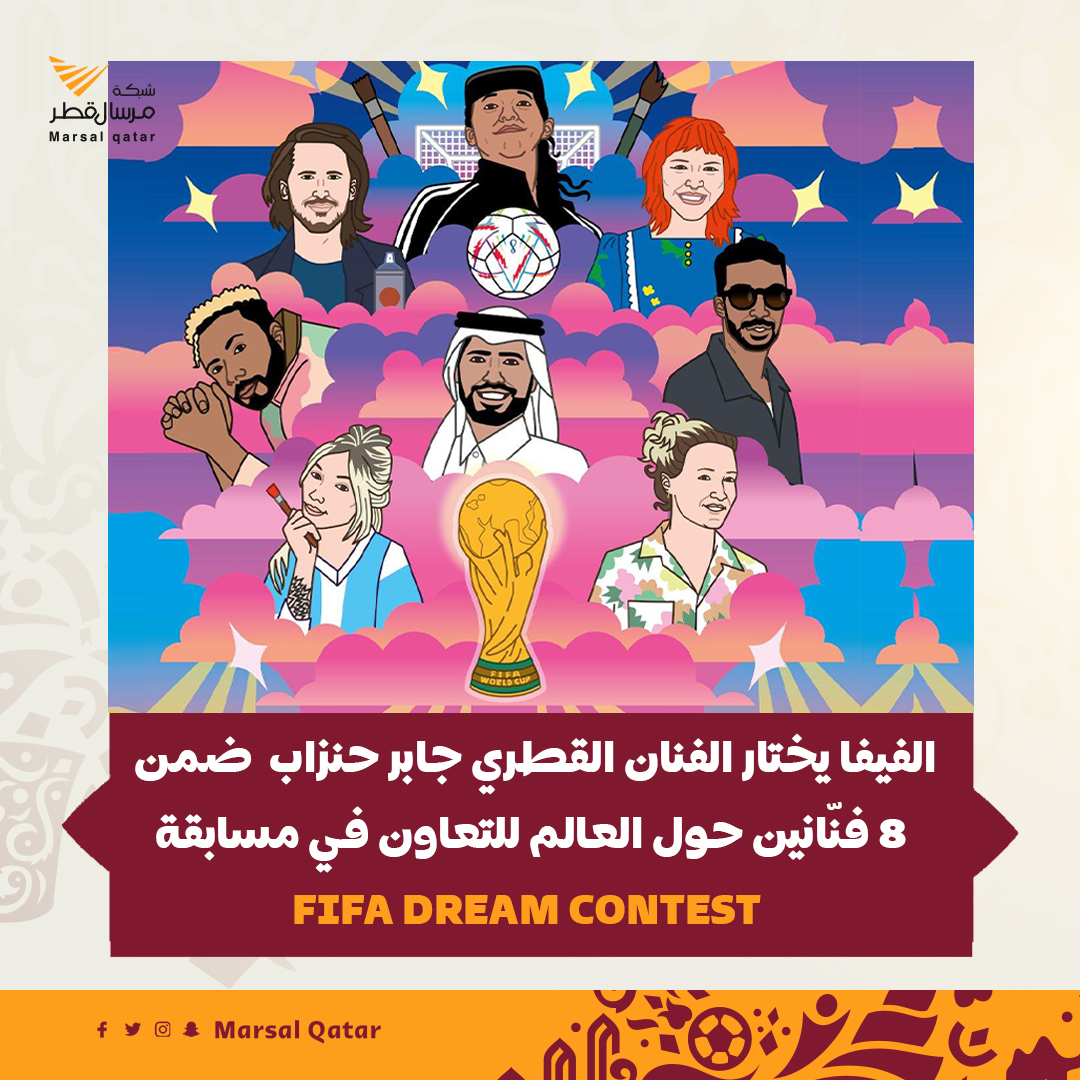 شبكة
مرسال قطر
Marsal qatar
FIFA
WORLD CUP
الفيفا يختار الفنان القطري جابر حنزاب ضمن
8 فنّانين حول العالم للتعاون في مسابقة
FIFA DREAM CONTEST
Marsal Qatar